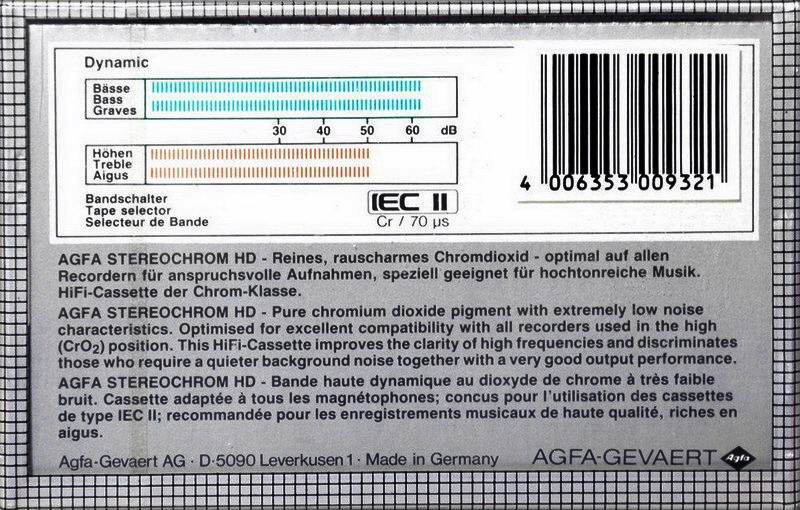 Dynamic
Bässe
Bass
Graves
30 40 50 60 dB
Höhen
Treble
Aigus
Bandschalter
Tape selector
Selecteur de Bande
IEC II
Cr / 70 µs
4 006353 009321
AGFA STEREOCHROM HD - Reines, rauscharmes Chromdioxid - optimal auf allen
Recordern für anspruchsvolle Aufnahmen, speziell geeignet für hochtonreiche Musik.
HiFi-Cassette der Chrom-Klasse.
AGFA STEREOCHROM HD - Pure chromium dioxide pigment with extremely low noise
characteristics. Optimised for excellent compatibility with all recorders used in the high
(CrO₂) position. This HiFi-Cassette improves the clarity of high frequencies and discriminates
those who require a quieter background noise together with a very good output performance.
AGFA STEREOCHROM HD - Bande haute dynamique au dioxyde de chrome à très faible
bruit. Cassette adaptée à tous les magnétophones; concus pour l'utilisation des cassettes
de type IEC II; recommandée pour les enregistrements musicaux de haute qualité, riches en
aigus.
Agfa-Gevaert AG · D-5090 Leverkusen 1 · Made in Germany
AGFA-GEVAERT Agfa